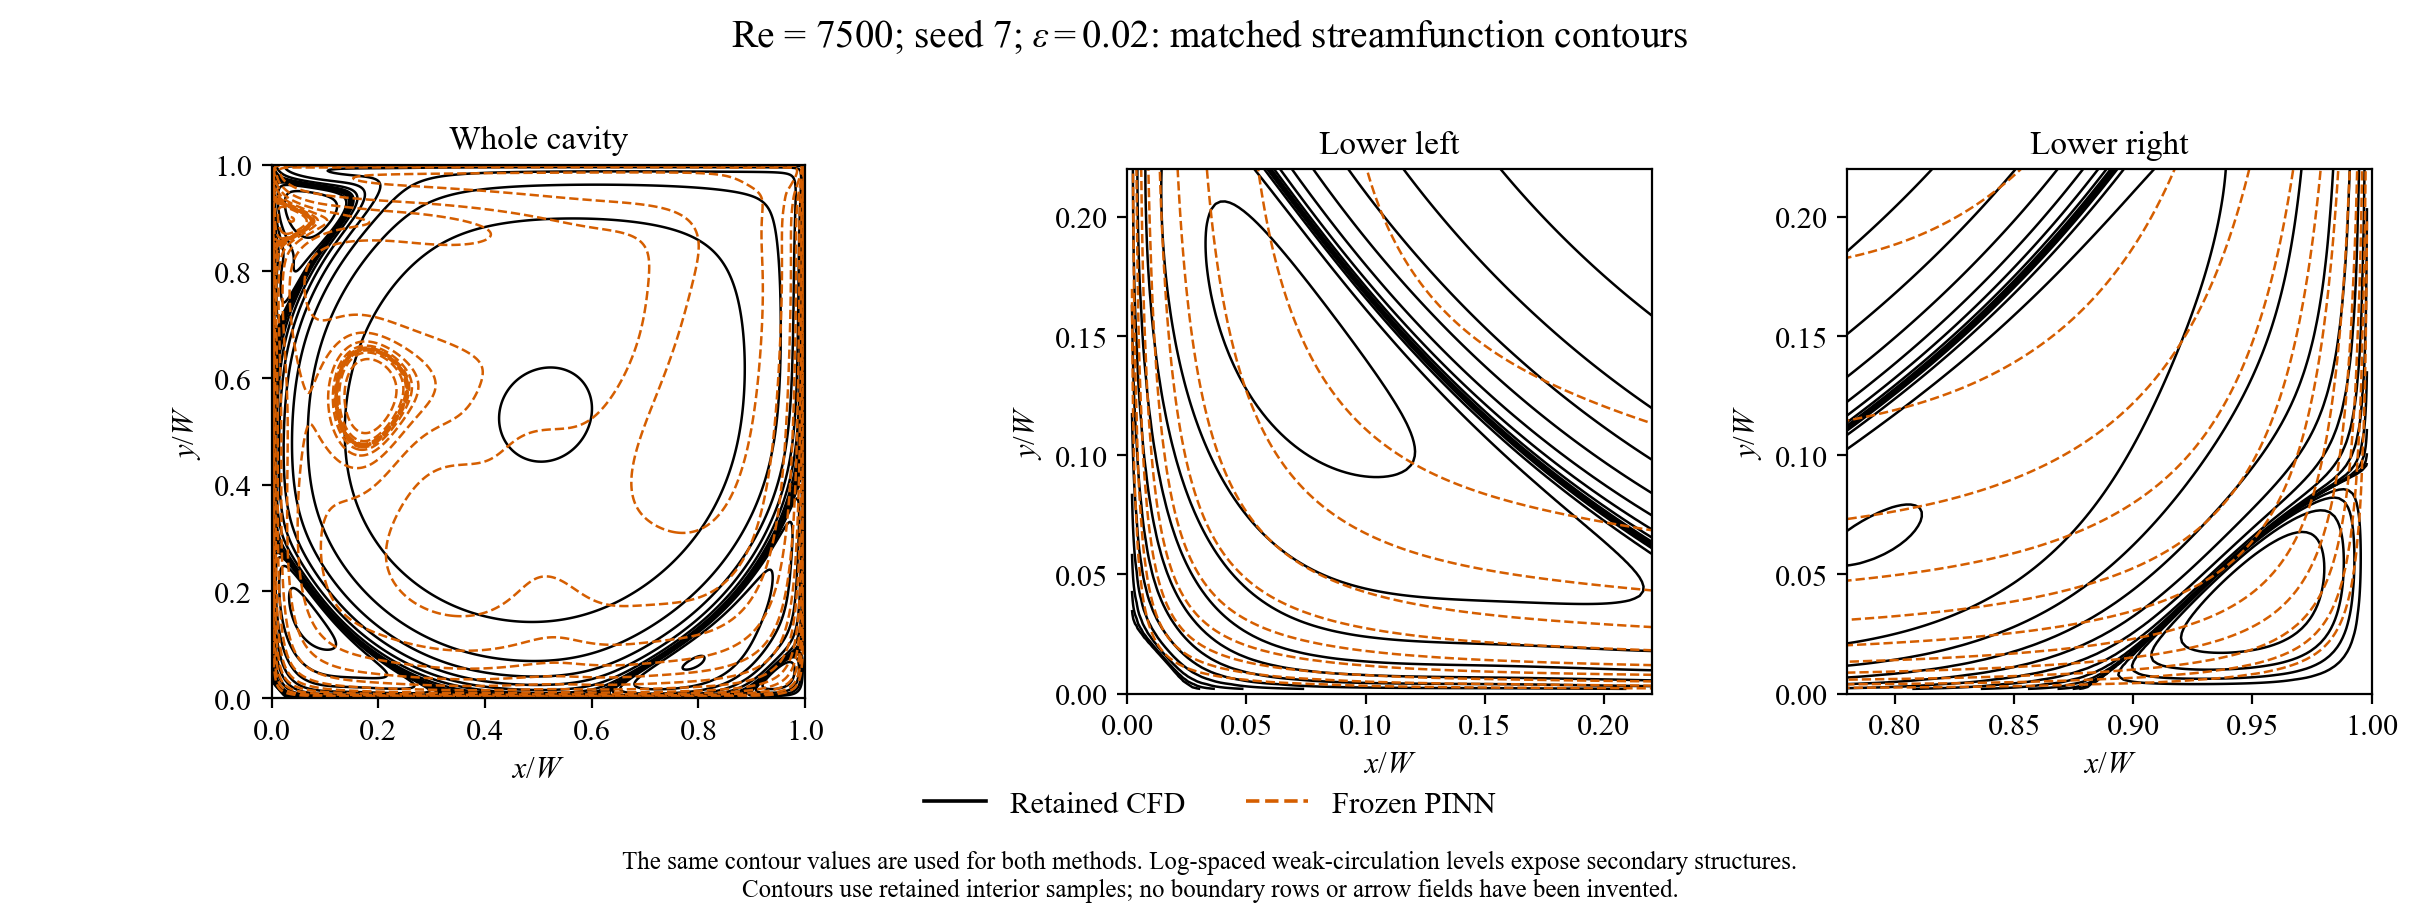 Re = 7500; seed 7; ε = 0.02: matched streamfunction contours
Whole cavity
1.0
0.8
0.6
0.4
0.2
0.0
y/W
0.0 0.2 0.4 0.6 0.8 1.0
x/W
Lower left
0.20
0.15
0.10
0.05
0.00
y/W
0.00 0.05 0.10 0.15 0.20
x/W
Lower right
0.20
0.15
0.10
0.05
0.00
y/W
0.80 0.85 0.90 0.95 1.00
x/W
Retained CFD Frozen PINN
The same contour values are used for both methods. Log-spaced weak-circulation levels expose secondary structures.
Contours use retained interior samples; no boundary rows or arrow fields have been invented.